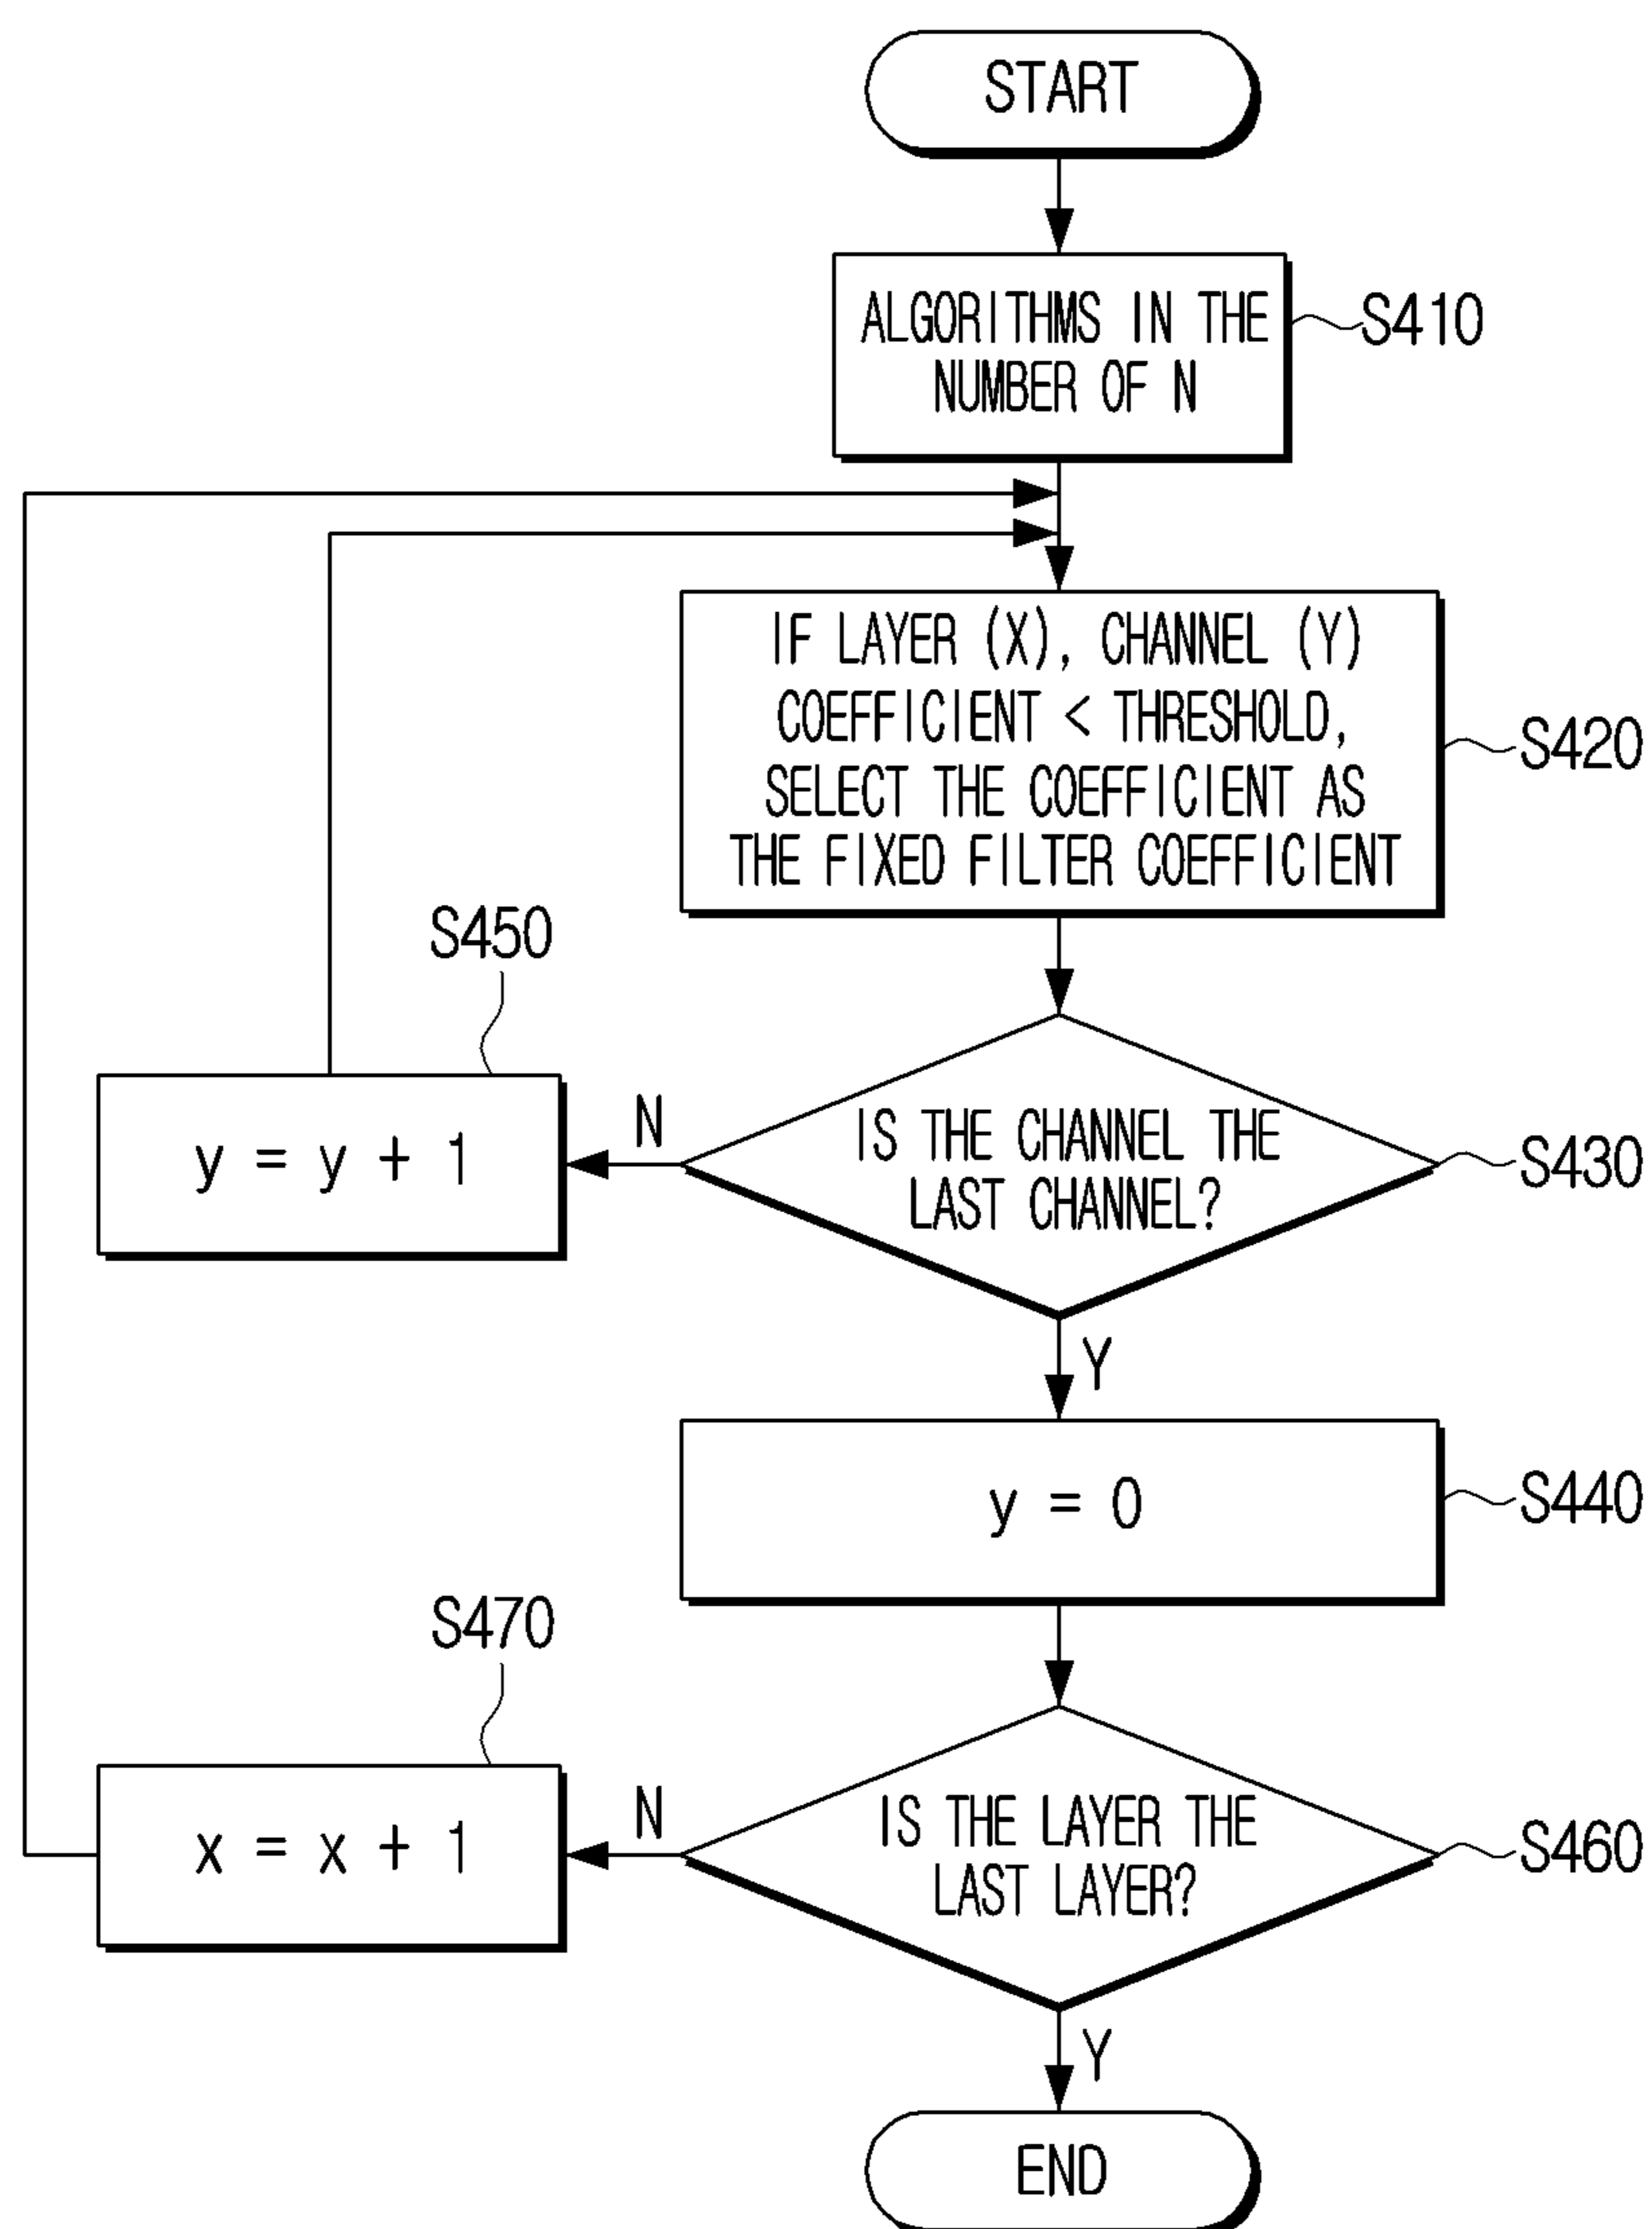 START
ALGORITHMS IN THE
NUMBER OF N
S410
IF LAYER (X), CHANNEL (Y)
COEFFICIENT < THRESHOLD,
SELECT THE COEFFICIENT AS
THE FIXED FILTER COEFFICIENT
S420
S450
y = y + 1
N
IS THE CHANNEL THE
LAST CHANNEL?
S430
Y
y = 0
S440
S470
x = x + 1
N
IS THE LAYER THE
LAST LAYER?
S460
Y
END